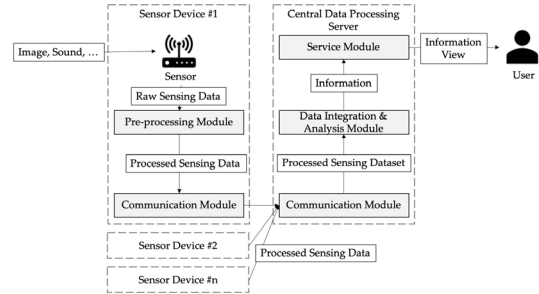 Sensor Device #1
Image, Sound, ...
Sensor
Raw Sensing Data
Pre-processing Module
Processed Sensing Data
Communication Module
Sensor Device #2
Sensor Device #n
Central Data Processing
Server
Service Module
Information
Data Integration &
Analysis Module
Processed Sensing Dataset
Communication Module
Processed Sensing Data
Information
View
User